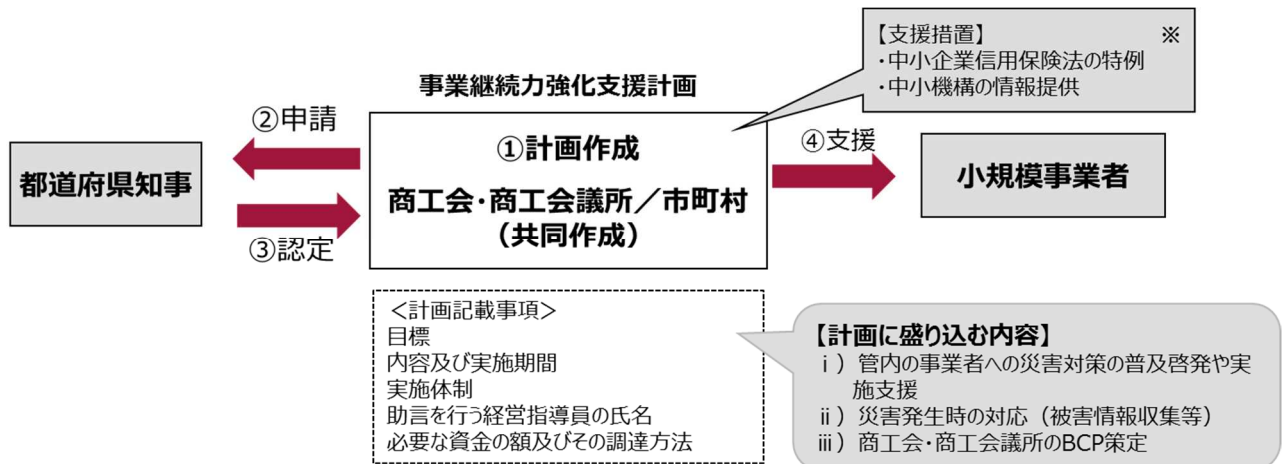 【支援措置】 ※
・中小企業信用保険法の特例
・中小機構の情報提供
事業継続力強化支援計画
②申請
①計画作成
④支援
都道府県知事
商工会・商工会議所／市町村
（共同作成）
小規模事業者
③認定
＜計画記載事項＞
目標
内容及び実施期間
実施体制
助言を行う経営指導員の氏名
必要な資金の額及びその調達方法
【計画に盛り込む内容】
ⅰ）管内の事業者への災害対策の普及啓発や実
施支援
ⅱ）災害発生時の対応（被害情報収集等）
ⅲ）商工会・商工会議所のBCP策定